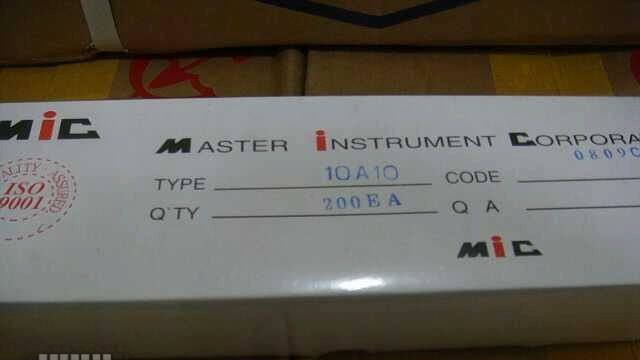 MiC
MASTER INSTRUMENT CORPORA
0809C
TYPE 10A10 CODE
Q'TY 200EA Q A
ISO
9001
MiC